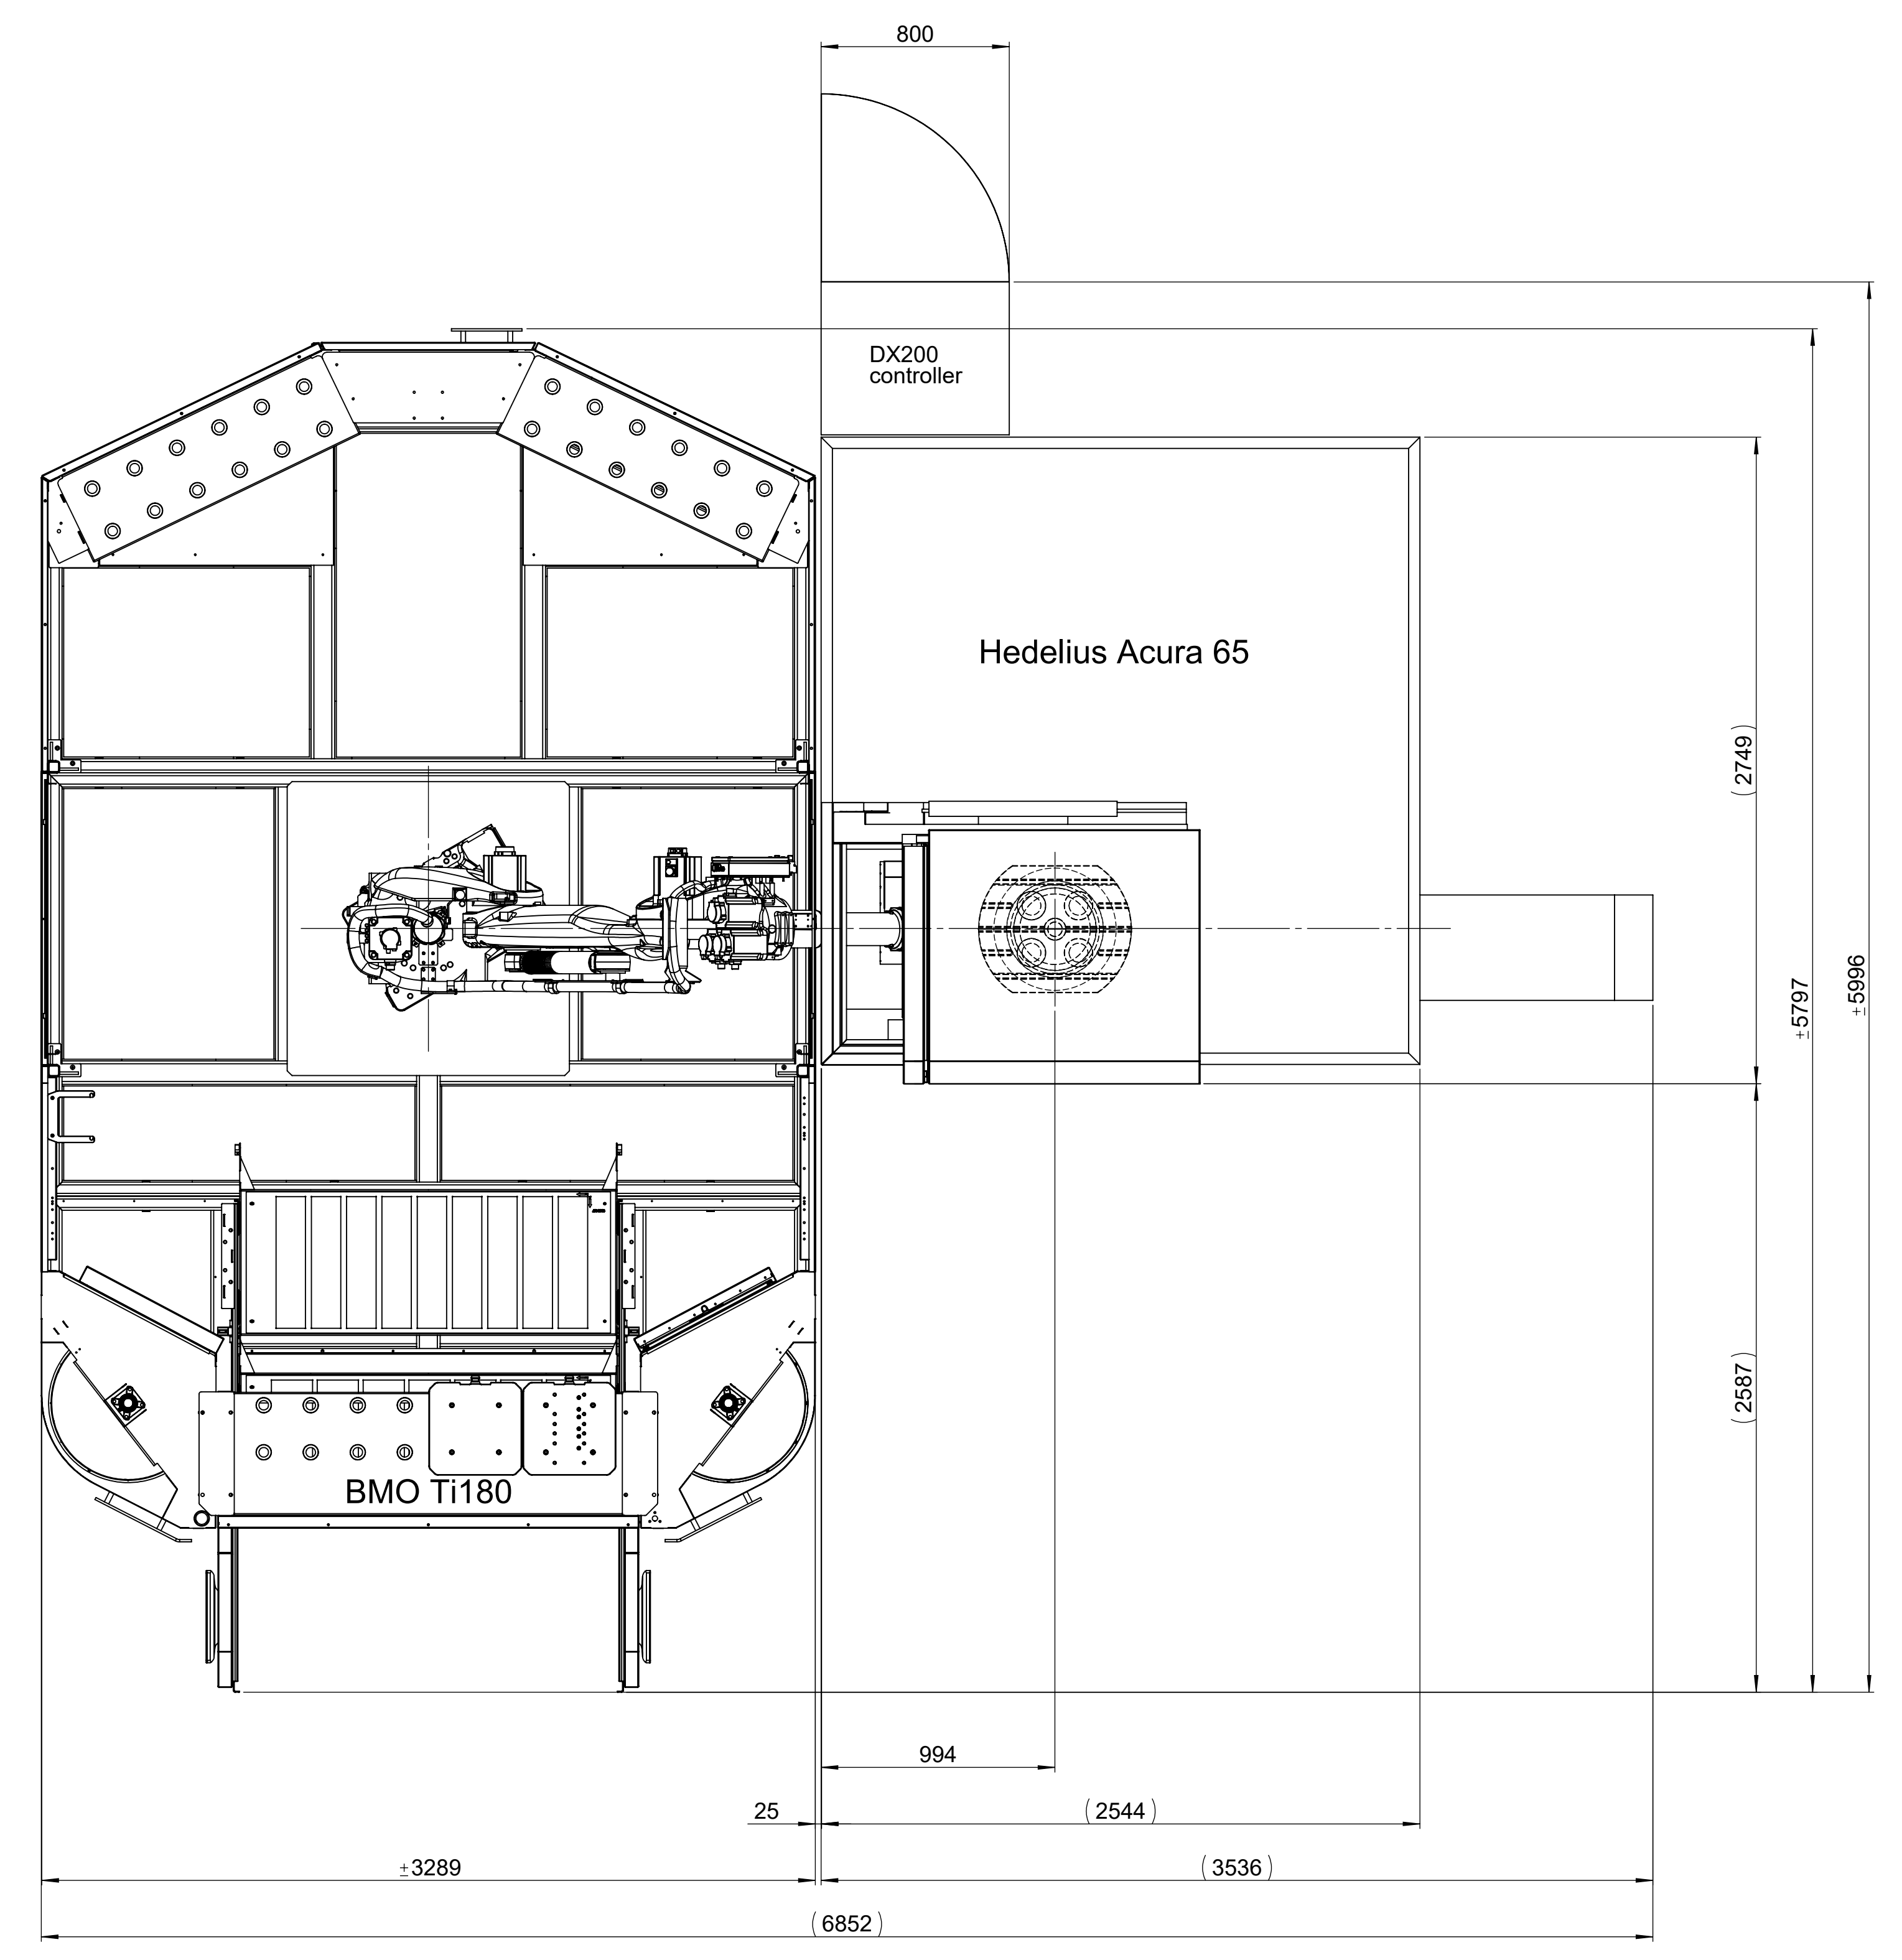 800
DX200
controller
Hedelius Acura 65
(2749)
±5797
±5996
(2587)
BMO Ti180
994
25
(2544)
±3289
(3536)
(6852)